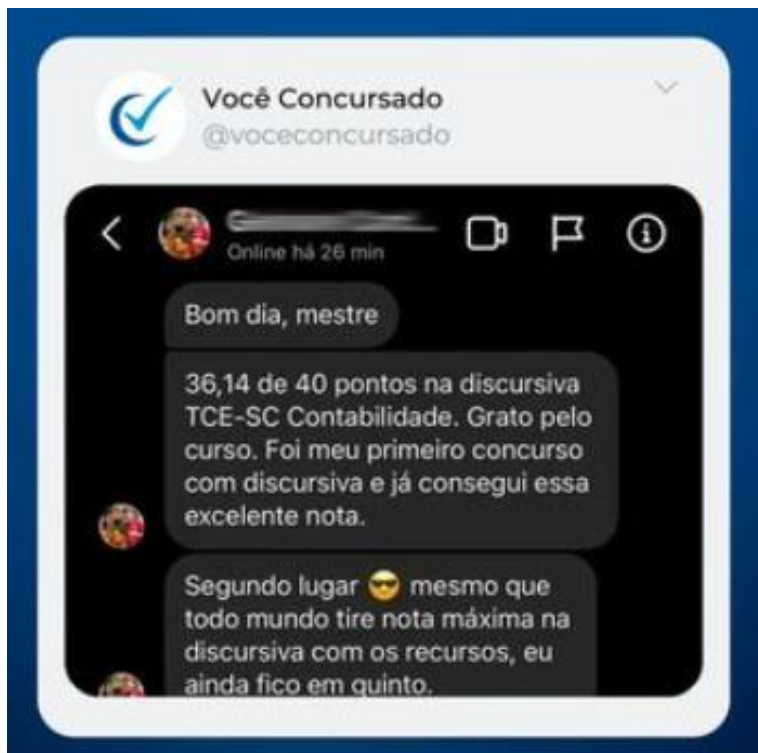 Você Concursado
@voceconcursado
Online há 26 min
Bom dia, mestre
36,14 de 40 pontos na discursiva
TCE-SC Contabilidade. Grato pelo
curso. Foi meu primeiro concurso
com discursiva e já consegui essa
excelente nota.
Segundo lugar 😎 mesmo que
todo mundo tire nota máxima na
discursiva com os recursos, eu
ainda fico em quinto.